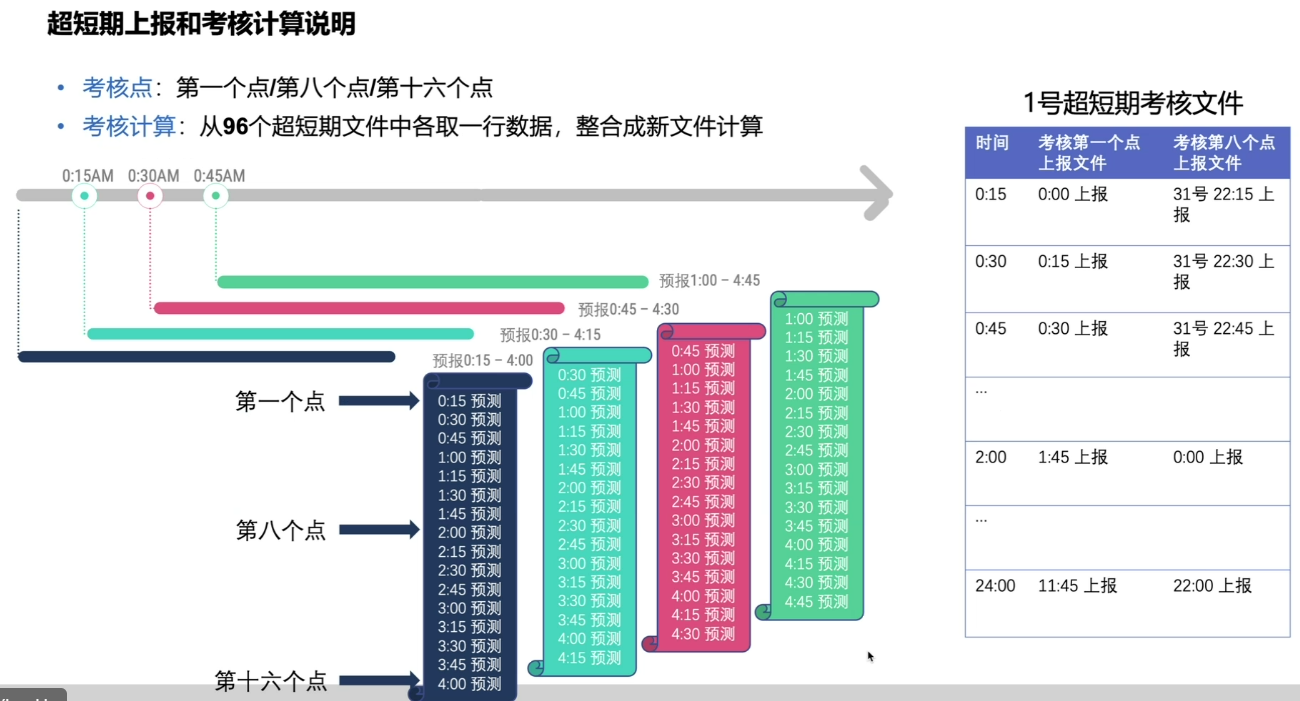 超短期上报和考核计算说明
• 考核点：第一个点/第八个点/第十六个点
• 考核计算：从96个超短期文件中各取一行数据，整合成新文件计算
0:15AM 0:30AM 0:45AM
预报1:00 – 4:45
预报0:45 – 4:30
预报0:30 – 4:15
预报0:15 – 4:00
第一个点
第八个点
第十六个点
0:15 预测
0:30 预测
0:45 预测
1:00 预测
1:15 预测
1:30 预测
1:45 预测
2:00 预测
2:15 预测
2:30 预测
2:45 预测
3:00 预测
3:15 预测
3:30 预测
3:45 预测
4:00 预测
0:30 预测
0:45 预测
1:00 预测
1:15 预测
1:30 预测
1:45 预测
2:00 预测
2:15 预测
2:30 预测
2:45 预测
3:00 预测
3:15 预测
3:30 预测
3:45 预测
4:00 预测
4:15 预测
0:45 预测
1:00 预测
1:15 预测
1:30 预测
1:45 预测
2:00 预测
2:15 预测
2:30 预测
2:45 预测
3:00 预测
3:15 预测
3:30 预测
3:45 预测
4:00 预测
4:15 预测
4:30 预测
1:00 预测
1:15 预测
1:30 预测
1:45 预测
2:00 预测
2:15 预测
2:30 预测
2:45 预测
3:00 预测
3:15 预测
3:30 预测
3:45 预测
4:00 预测
4:15 预测
4:30 预测
4:45 预测
1号超短期考核文件
时间 考核第一个点 考核第八个点
上报文件 上报文件
0:15 0:00 上报 31号 22:15 上
报
0:30 0:15 上报 31号 22:30 上
报
0:45 0:30 上报 31号 22:45 上
报
...
2:00 1:45 上报 0:00 上报
...
24:00 11:45 上报 22:00 上报